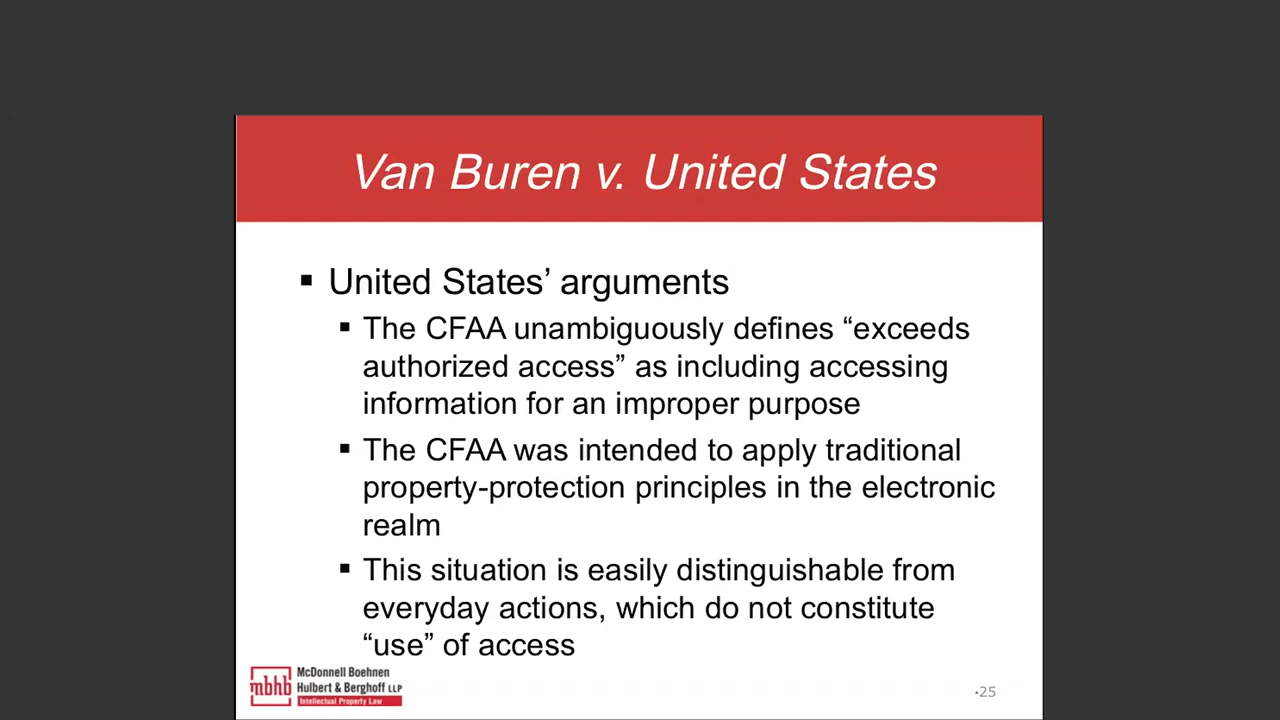 Van Buren v. United States
▪ United States’ arguments
▪ The CFAA unambiguously defines “exceeds
authorized access” as including accessing
information for an improper purpose
▪ The CFAA was intended to apply traditional
property-protection principles in the electronic
realm
▪ This situation is easily distinguishable from
everyday actions, which do not constitute
“use” of access
mbhb
McDonnell Boehnen
Hulbert & Berghoff LLP
Intellectual Property Law
•25